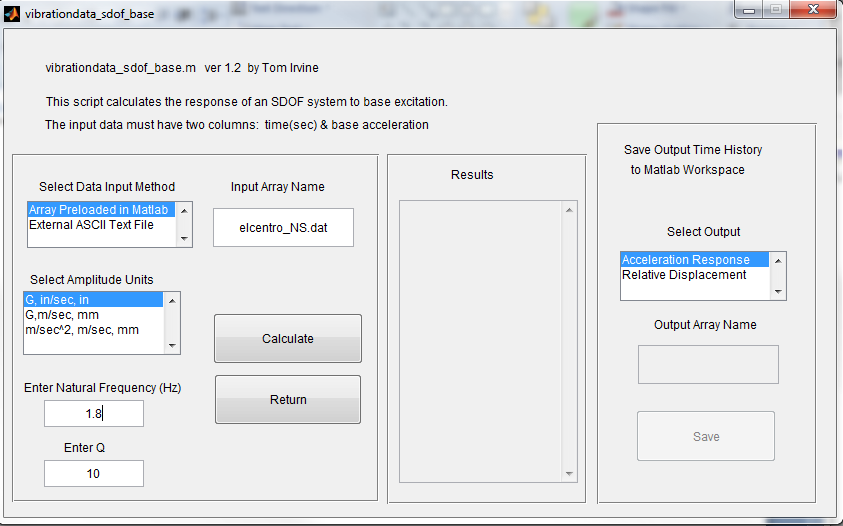 vibrationdata_sdof_base
vibrationdata_sdof_base.m ver 1.2 by Tom Irvine
This script calculates the response of an SDOF system to base excitation.
The input data must have two columns: time(sec) & base acceleration
Select Data Input Method
Array Preloaded in Matlab
External ASCII Text File
Input Array Name
elcentro_NS.dat
Select Amplitude Units
G, in/sec, in
G,m/sec, mm
m/sec^2, m/sec, mm
Calculate
Enter Natural Frequency (Hz)
1.8
Return
Enter Q
10
Results
Save Output Time History
to Matlab Workspace
Select Output
Acceleration Response
Relative Displacement
Output Array Name
Save